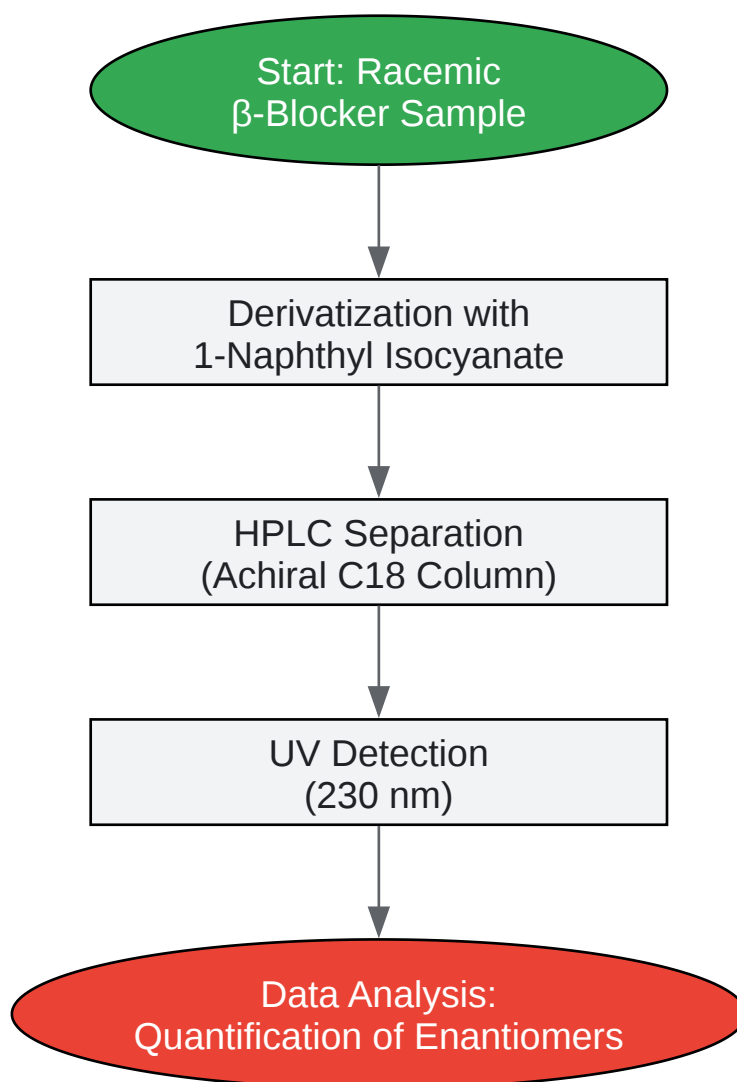 Start: Racemic
β-Blocker Sample
Derivatization with
1-Naphthyl Isocyanate
HPLC Separation
(Achiral C18 Column)
UV Detection
(230 nm)
Data Analysis:
Quantification of Enantiomers